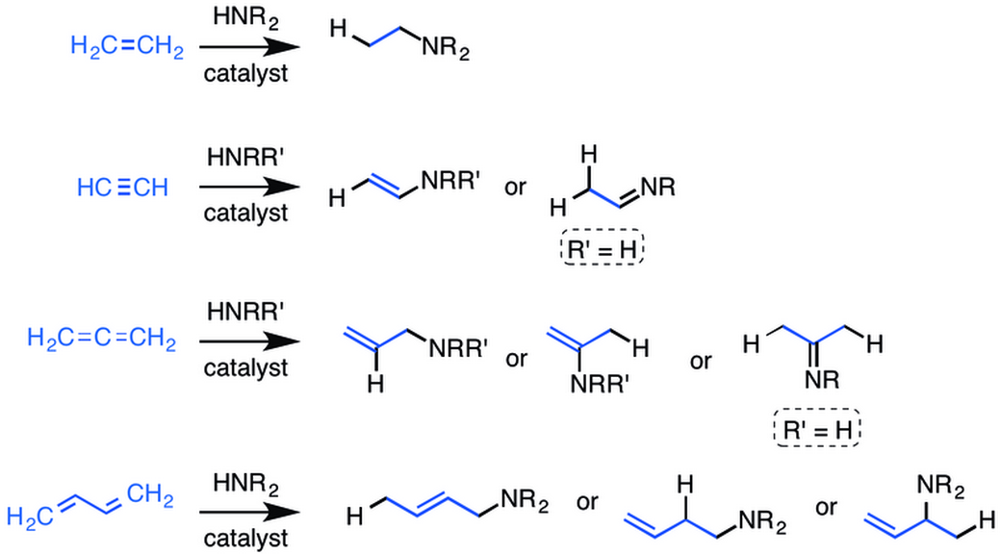 HNR₂
H₂C=CH₂
catalyst
H
NR₂
HNRR'
HC≡CH
catalyst
H
NRR'
or
H
H
NR
R' = H
HNRR'
H₂C=C=CH₂
catalyst
H
NRR'
or
H
NRR'
or
H
H
NR
R' = H
HNR₂
H₂C
CH₂
catalyst
H
NR₂
or
H
NR₂
or
NR₂
H